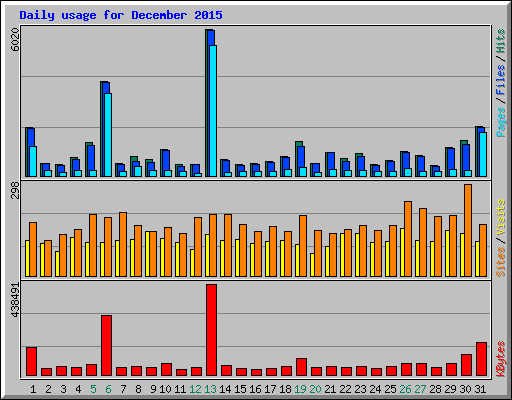 Daily usage for December 2015
6020
Pages / Files / Hits
298
Sites / Visits
438491
KBytes
1 2 3 4 5 6 7 8 9 10 11 12 13 14 15 16 17 18 19 20 21 22 23 24 25 26 27 28 29 30 31